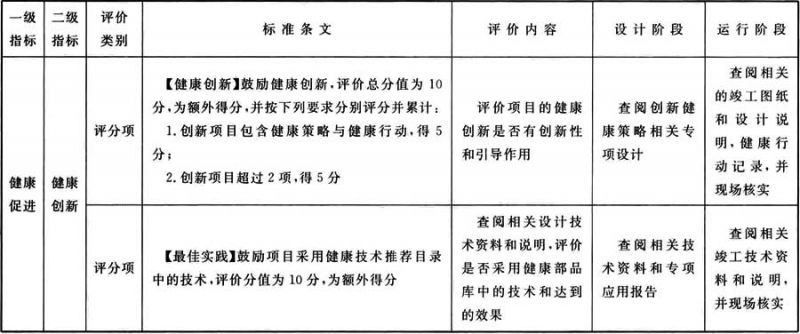 一级指标
二级指标
评价类别
标准条文
评价内容
设计阶段
运行阶段
健康促进
健康创新
评分项
【健康创新】鼓励健康创新,评价总分值为10
分,为额外得分,并按下列要求分别评分并累计:
1.创新项目包含健康策略与健康行动,得5
分;
2.创新项目超过2项,得5分
评价项目的健康
创新是否有创新性
和引导作用
查阅创新健
康策略相关专
项设计
查阅相关
的竣工图纸
和设计说
明,健康行
动记录,并
现场核实
评分项
【最佳实践】鼓励项目采用健康技术推荐目录
中的技术,评价分值为10分,为额外得分
查阅相关设计技
术资料和说明,评价
是否采用健康部品
库中的技术和达到
的效果
查阅相关技
术资料和专项
应用报告
查阅相关
竣工技术资
料和说明,
并现场核实